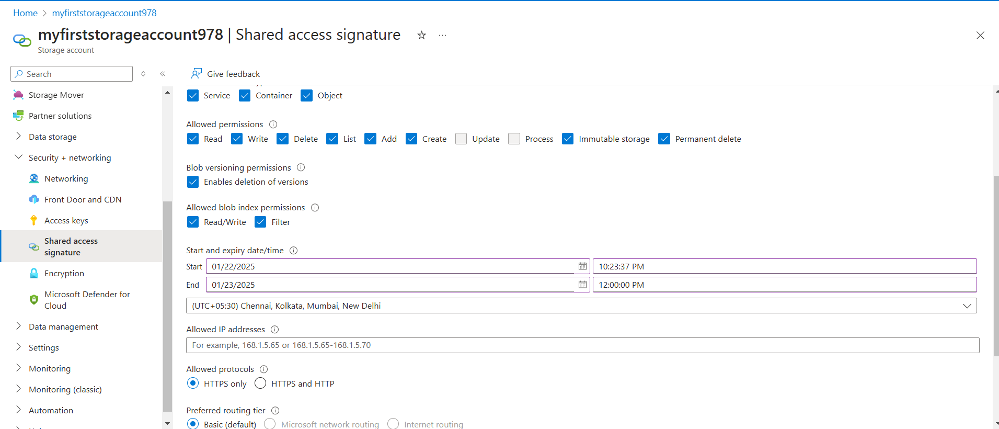 Home > myfirststorageaccount978
myfirststorageaccount978 | Shared access signature
Storage account
Search
Storage Mover
Partner solutions
Data storage
Security + networking
Networking
Front Door and CDN
Access keys
Shared access
signature
Encryption
Microsoft Defender for
Cloud
Data management
Settings
Monitoring
Monitoring (classic)
Automation
Give feedback
Service Container Object
Allowed permissions
Read Write Delete List Add Create Update Process Immutable storage Permanent delete
Blob versioning permissions
Enables deletion of versions
Allowed blob index permissions
Read/Write Filter
Start and expiry date/time
Start 01/22/2025 10:23:37 PM
End 01/23/2025 12:00:00 PM
(UTC+05:30) Chennai, Kolkata, Mumbai, New Delhi
Allowed IP addresses
For example, 168.1.5.65 or 168.1.5.65-168.1.5.70
Allowed protocols
HTTPS only HTTPS and HTTP
Preferred routing tier
Basic (default) Microsoft network routing Internet routing